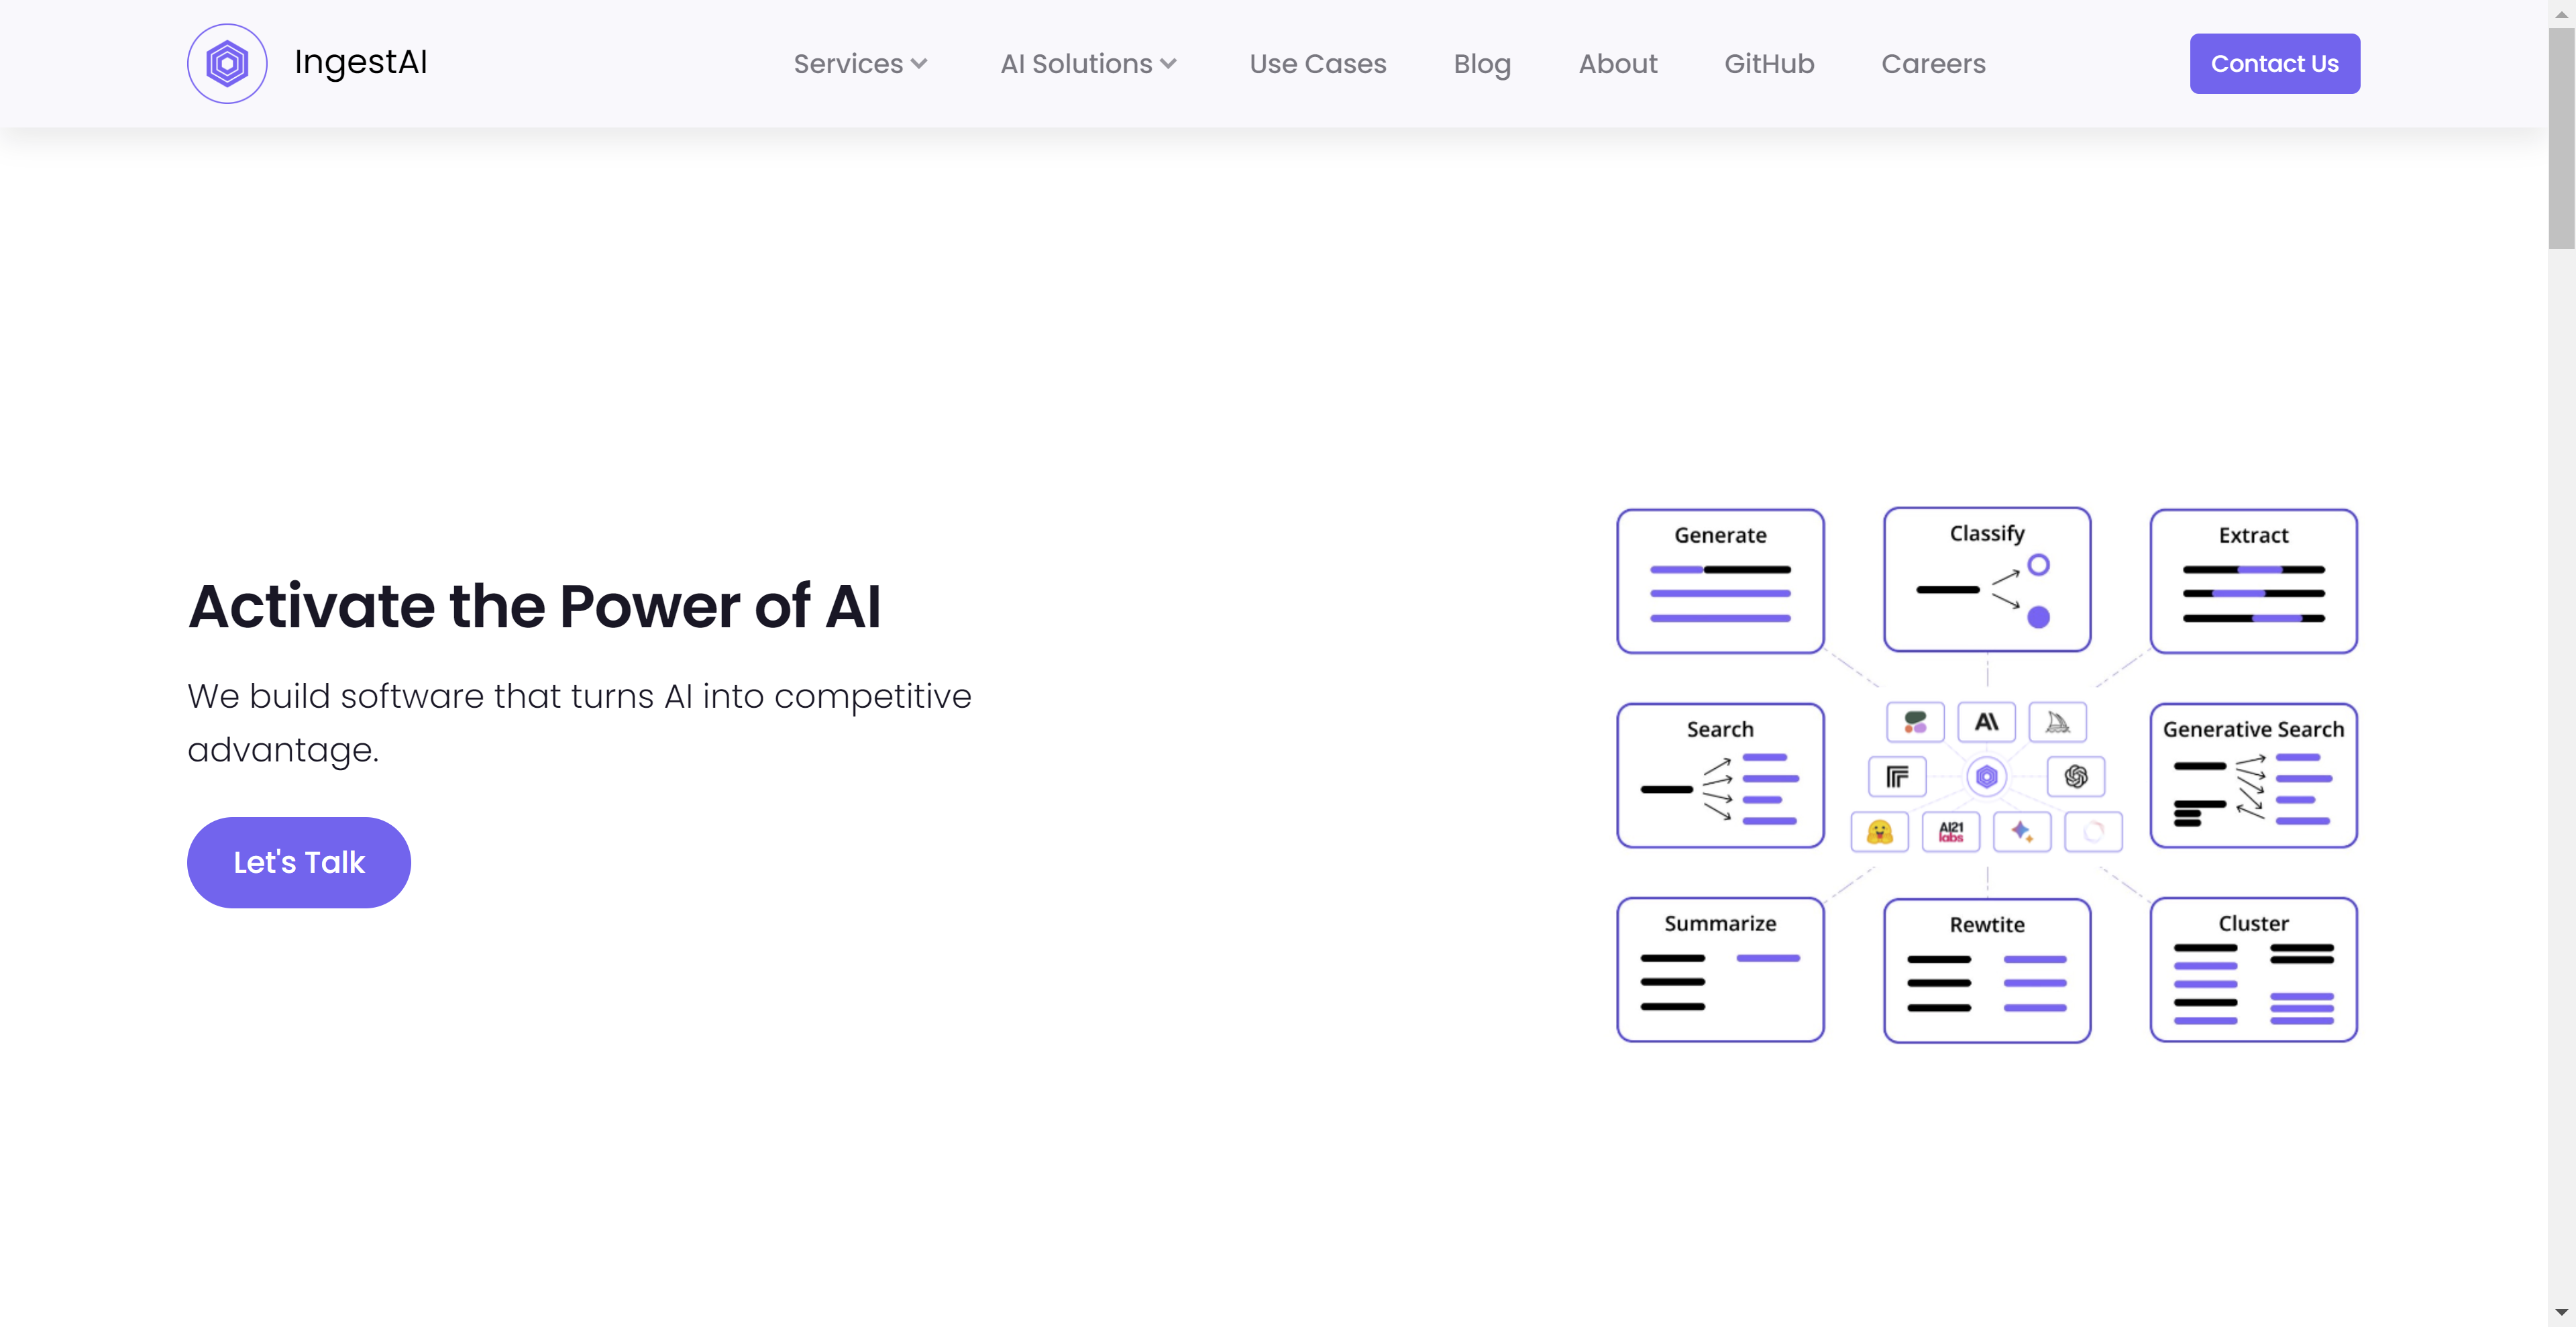 IngestAI
Services
AI Solutions
Use Cases
Blog
About
GitHub
Careers
Contact Us
Activate the Power of AI
We build software that turns AI into competitive
advantage.
Let's Talk
Generate
Classify
Extract
Search
Generative Search
AI21
labs
Summarize
Rewtite
Cluster